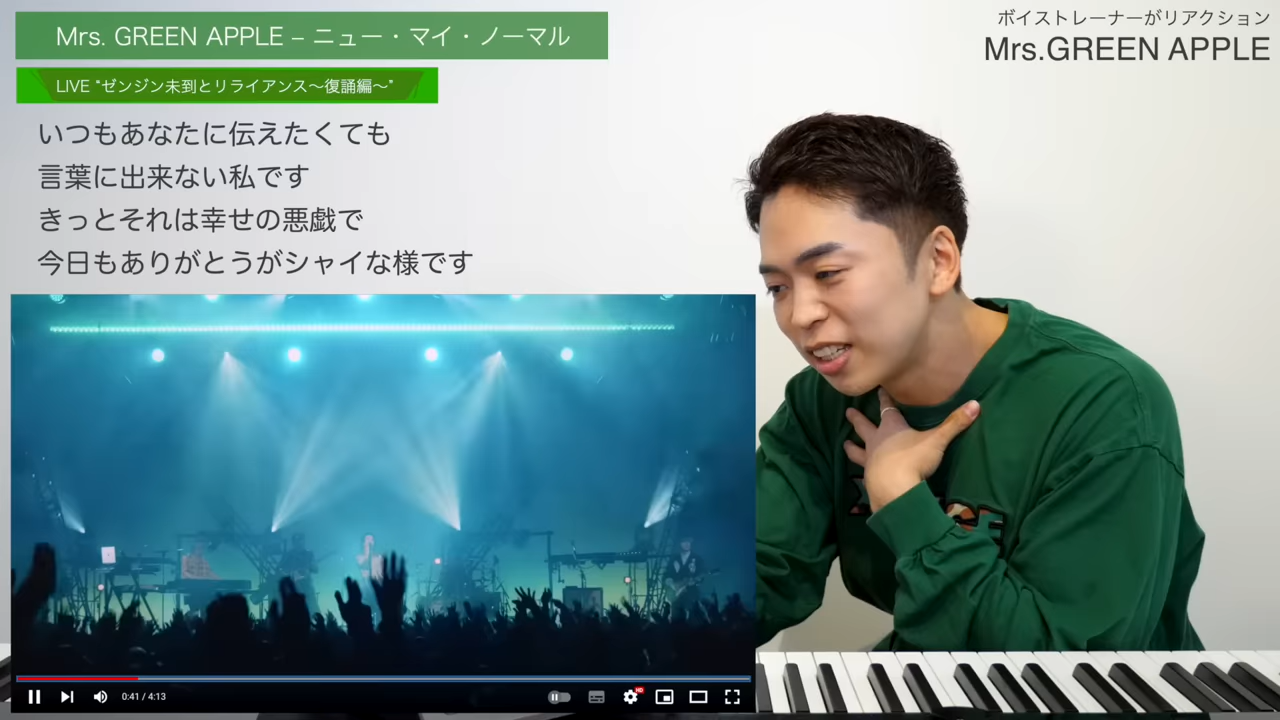 Mrs. GREEN APPLE – ニュー・マイ・ノーマル
LIVE “ゼンジン未到とリライアンス〜復誦編〜”
いつもあなたに伝えたくても
言葉に出来ない私です
きっとそれは幸せの悪戯で
今日もありがとうがシャイな様です
ボイストレーナーがリアクション
Mrs.GREEN APPLE
0:41 / 4:13
HD